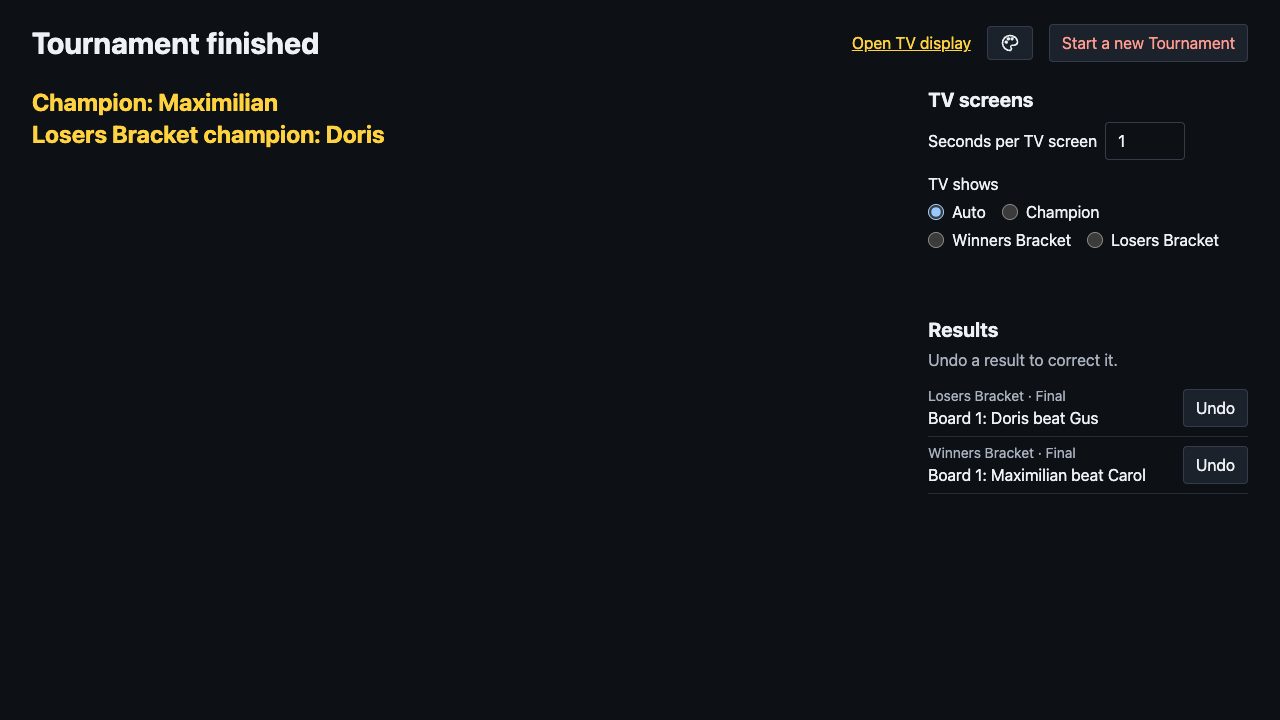 Tournament finished
Open TV display
Start a new Tournament
Champion: Maximilian
Losers Bracket champion: Doris
TV screens
Seconds per TV screen 1
TV shows
Auto Champion
Winners Bracket Losers Bracket
Results
Undo a result to correct it.
Losers Bracket · Final
Board 1: Doris beat Gus
Undo
Winners Bracket · Final
Board 1: Maximilian beat Carol
Undo